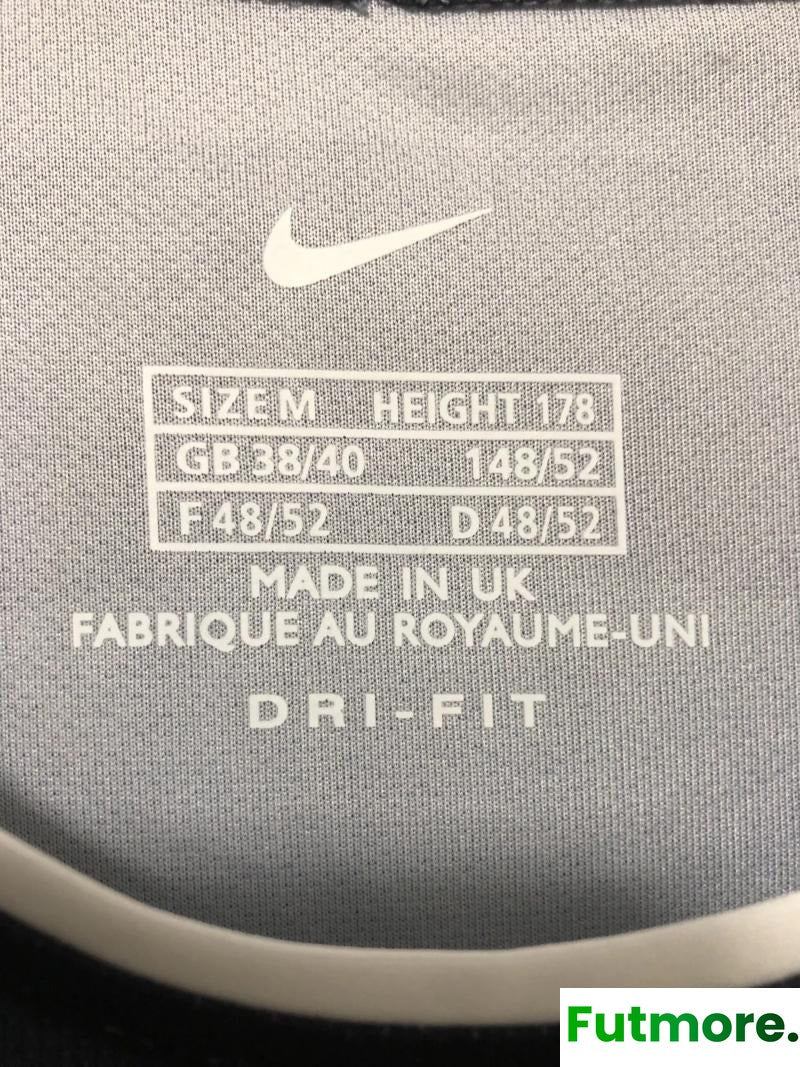 SIZE M HEIGHT 178
GB 38/40 148/52
F 48/52 D 48/52
MADE IN UK
FABRIQUE AU ROYAUME-UNI
DRI-FIT
Futmore.